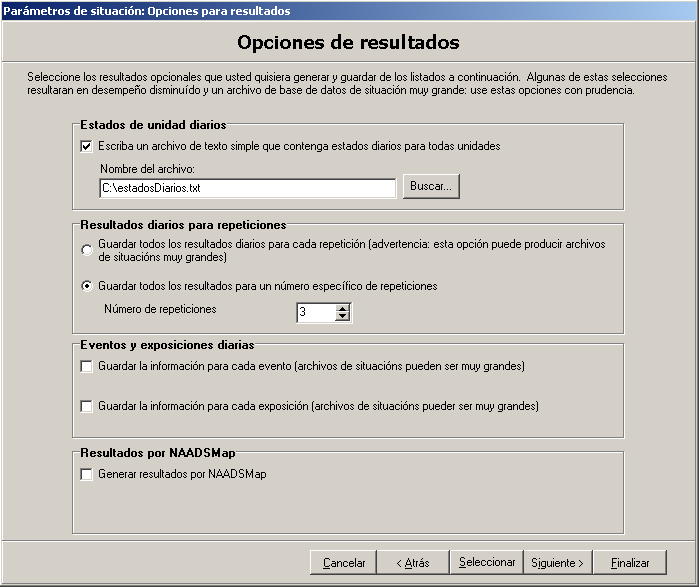 Parámetros de situación: Opciones para resultados
Opciones de resultados
Seleccione los resultados opcionales que usted quisiera generar y guardar de los listados a continuación.  Algunas de estas selecciones
resultaran en desempeño disminuído y un archivo de base de datos de situación muy grande: use estas opciones con prudencia.
Estados de unidad diarios
Escriba un archivo de texto simple que contenga estados diarios para todas unidades
Nombre del archivo:
C:\estadosDiarios.txt
Buscar...
Resultados diarios para repeticiones
Guardar todos los resultados diarios para cada repetición (advertencia: esta opción puede producir archivos
de situacións muy grandes)
Guardar todos los resultados para un número específico de repeticiones
Número de repeticiones
3
Eventos y exposiciones diarias
Guardar la información para cada evento (archivos de situacións pueden ser muy grandes)
Guardar la información para cada exposición (archivos de situacións pueder ser muy grandes)
Resultados por NAADSMap
Generar resultados por NAADSMap
Cancelar
< Atrás
Seleccionar
Siguiente >
Finalizar